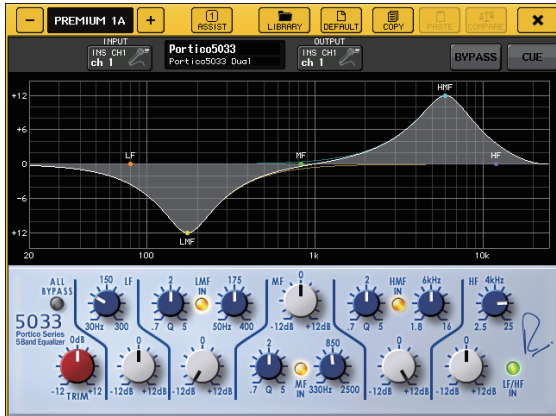 PREMIUM 1A
1
ASSIST
LIBRARY
DEFAULT
COPY
PASTE
COMPARE
INPUT
INS CH1
ch 1
Portico5033
Portico5033 Dual
OUTPUT
INS CH1
ch 1
BYPASS
CUE
+12
+6
0
-6
+12
LF
LMF
MF
HMF
HF
20
100
1k
10k
ALL BYPASS
150 LF
30Hz 300
2
.7 Q 5
LMF IN
175
50Hz 400
MF 0
-12dB +12dB
2
.7 Q 5
HMF IN
6kHz
1.8 16
HF 4kHz
2.5 25
5033
Portico Series
5 Band Equalizer
0dB
-12 +12
TRIM
0
-12dB +12dB
0
-12dB +12dB
2
.7 Q 5
MF IN
850
330Hz 2500
0
-12dB +12dB
0
-12dB +12dB
LF/HF IN